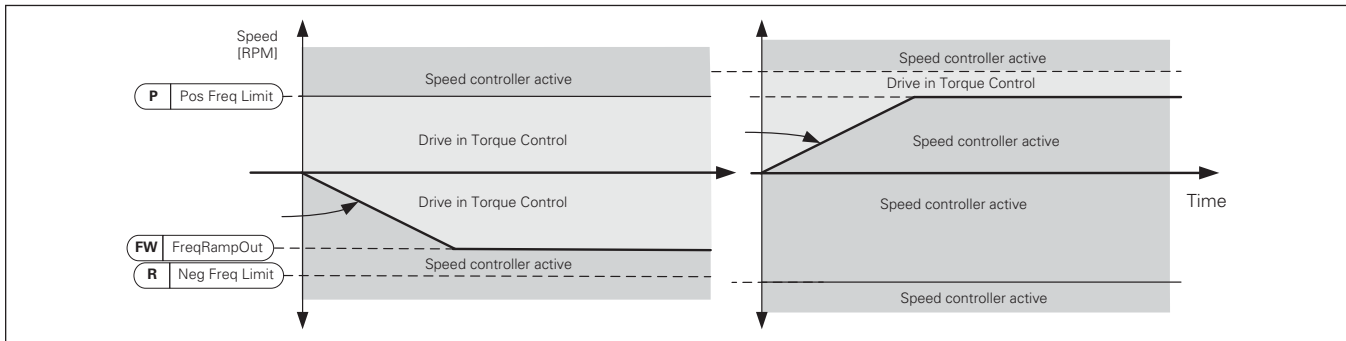 Speed
[RPM]
Speed controller active
P Pos Freq Limit
Drive in Torque Control
Drive in Torque Control
FW FreqRampOut
Speed controller active
R Neg Freq Limit
Speed controller active
Drive in Torque Control
Speed controller active
Speed controller active
Time
Speed controller active